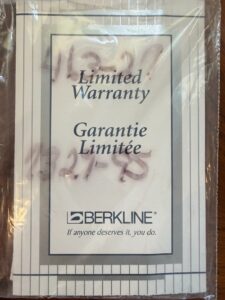 Limited
Warranty
Garantie
Limitée
BERKLINE®
If anyone deserves it, you do.